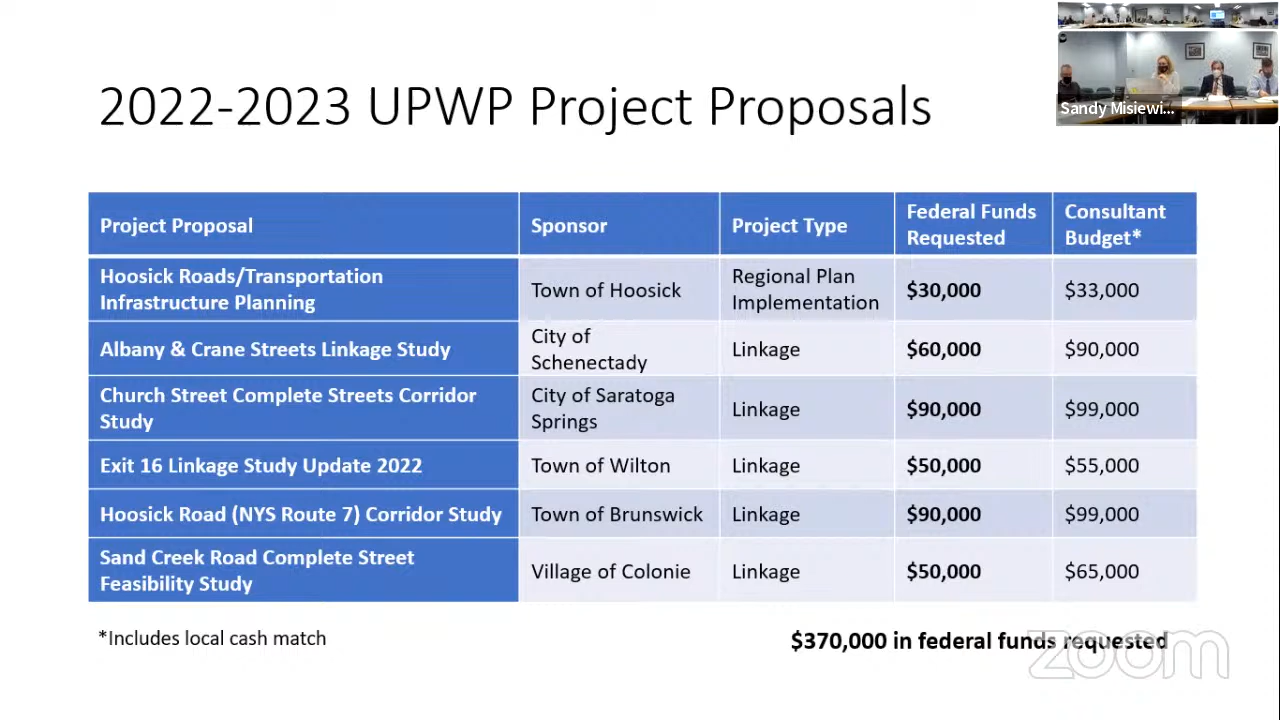 2022-2023 UPWP Project Proposals
Sandy Misiewi...
Project Proposal
Sponsor
Project Type
Federal Funds
Requested
Consultant
Budget*
Hoosick Roads/Transportation
Infrastructure Planning
Town of Hoosick
Regional Plan
Implementation
$30,000
$33,000
Albany & Crane Streets Linkage Study
City of
Schenectady
Linkage
$60,000
$90,000
Church Street Complete Streets Corridor
Study
City of Saratoga
Springs
Linkage
$90,000
$99,000
Exit 16 Linkage Study Update 2022
Town of Wilton
Linkage
$50,000
$55,000
Hoosick Road (NYS Route 7) Corridor Study
Town of Brunswick
Linkage
$90,000
$99,000
Sand Creek Road Complete Street
Feasibility Study
Village of Colonie
Linkage
$50,000
$65,000
*Includes local cash match
$370,000 in federal funds requested
zoom